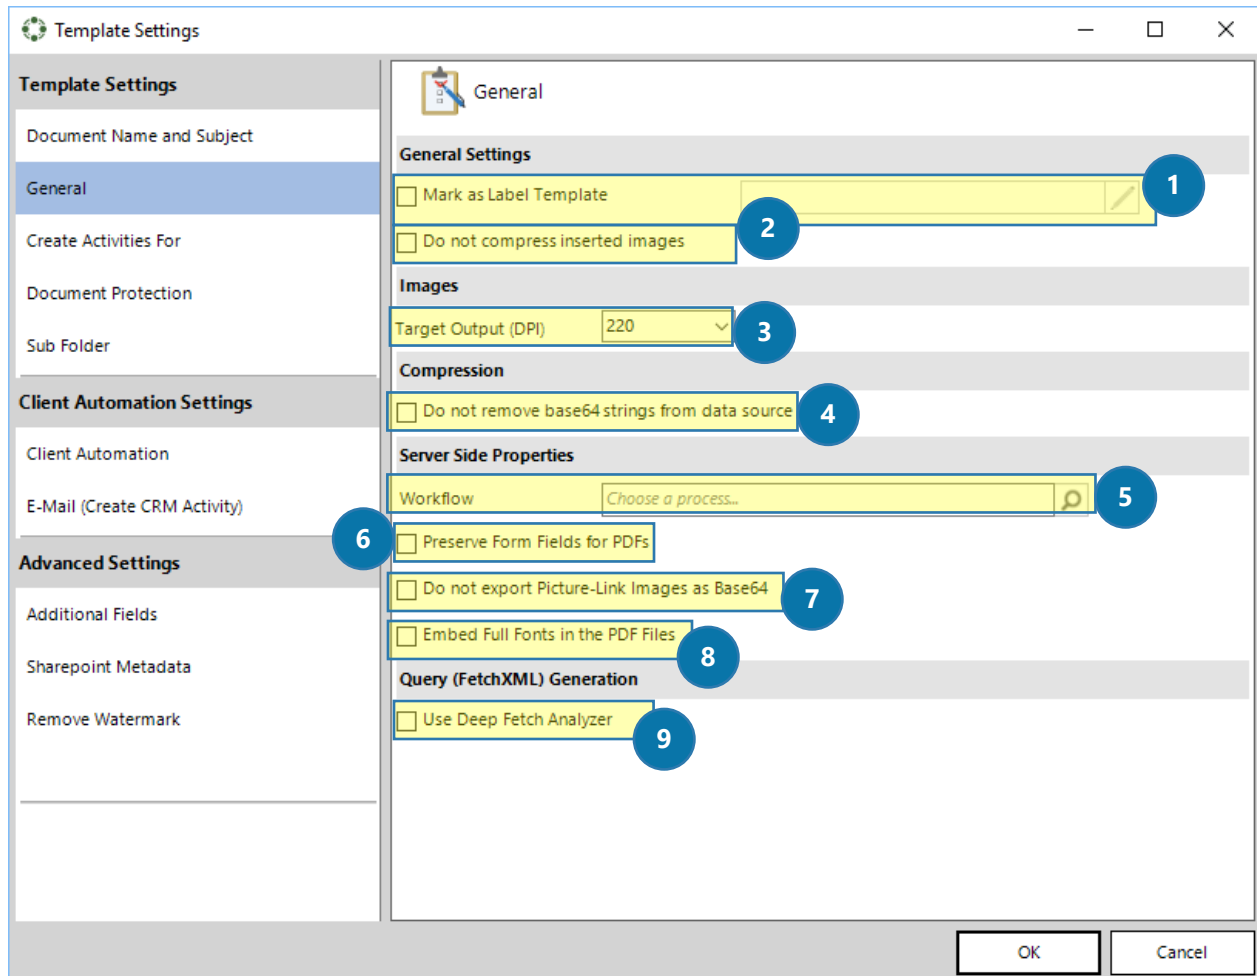 Template Settings
Template Settings
Document Name and Subject
General
Create Activities For
Document Protection
Sub Folder
Client Automation Settings
Client Automation
E-Mail (Create CRM Activity)
Advanced Settings
Additional Fields
Sharepoint Metadata
Remove Watermark
General
General Settings
Mark as Label Template
1
Do not compress inserted images
2
Images
Target Output (DPI) 220
3
Compression
Do not remove base64 strings from data source
4
Server Side Properties
Workflow Choose a process...
5
6
Preserve Form Fields for PDFs
Do not export Picture-Link Images as Base64
7
Embed Full Fonts in the PDF Files
8
Query (FetchXML) Generation
Use Deep Fetch Analyzer
9
OK Cancel